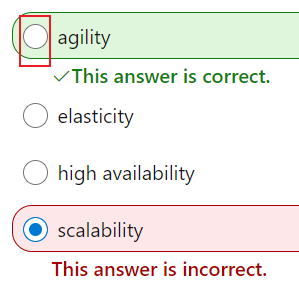 agility
✓This answer is correct.
elasticity
high availability
scalability
This answer is incorrect.